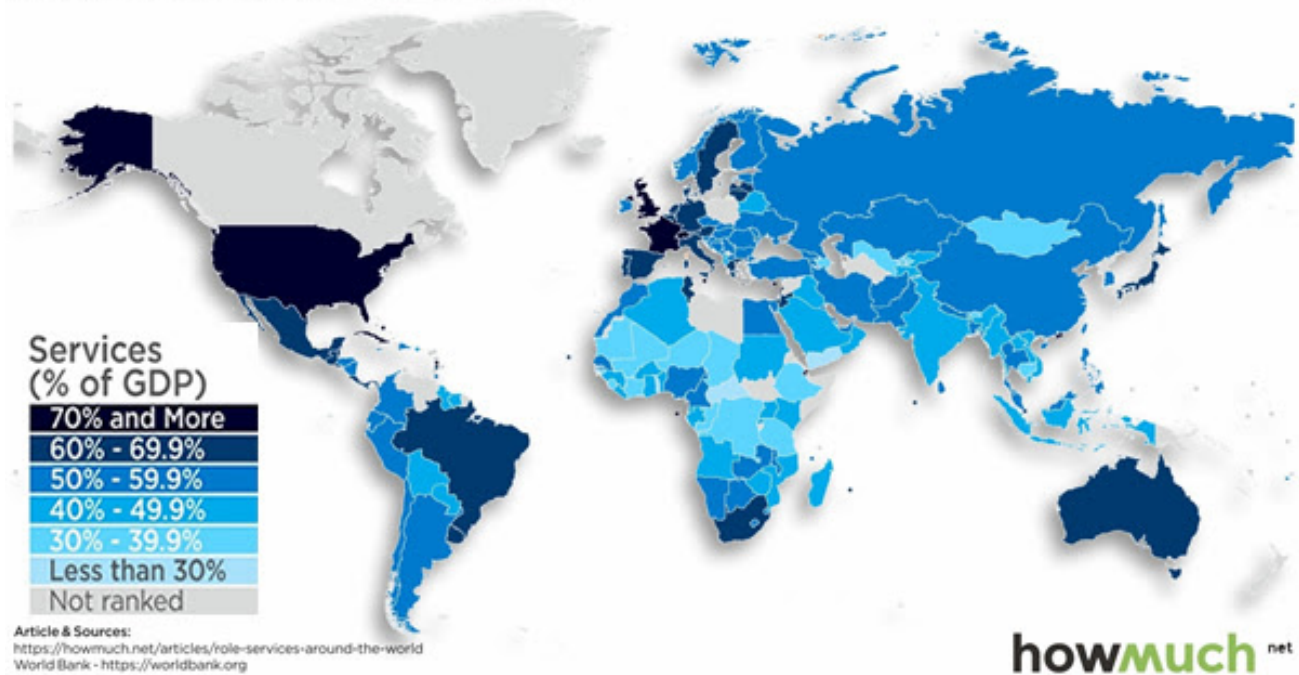 Services
(% of GDP)
70% and More
60% - 69.9%
50% - 59.9%
40% - 49.9%
30% - 39.9%
Less than 30%
Not ranked
Article & Sources:
https://howmuch.net/articles/role-services-around-the-world
World Bank - https://worldbank.org
howmuch net